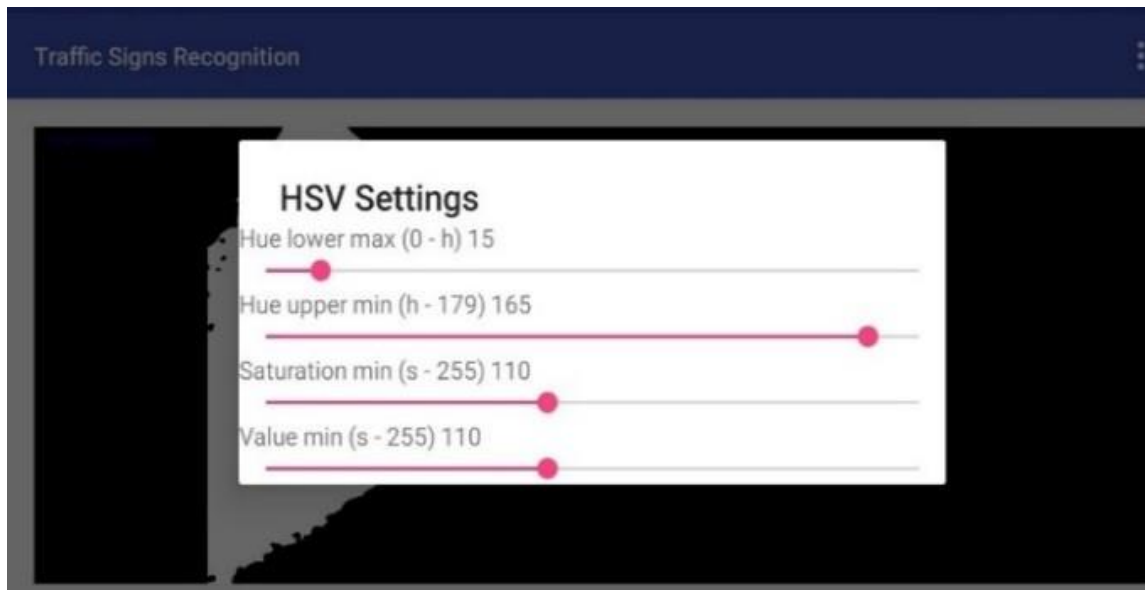 Traffic Signs Recognition
HSV Settings
Hue lower max (0 - h) 15
Hue upper min (h - 179) 165
Saturation min (s - 255) 110
Value min (s - 255) 110